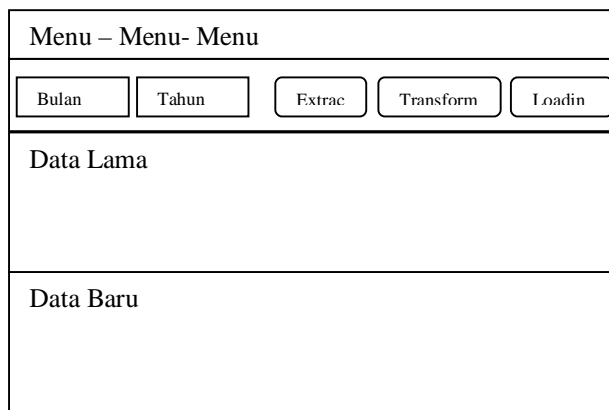 Menu – Menu- Menu
Bulan Tahun Extrac Transform Loadin
Data Lama
Data Baru